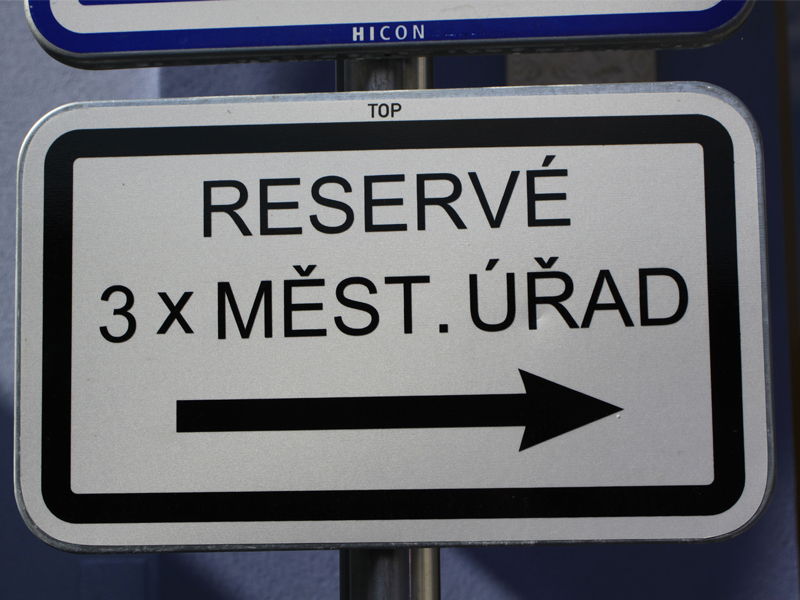 HICON
TOP
RESERVÉ
3 x MĚST. ÚŘAD